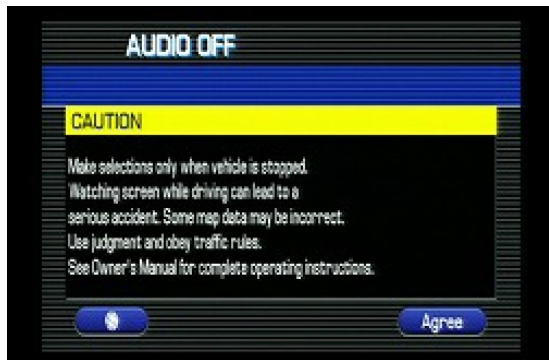 AUDIO OFF
CAUTION
Make selections only when vehicle is stopped.
Watching screen while driving can lead to a
serious accident. Some map data may be incorrect.
Use judgment and obey traffic rules.
See Owner's Manual for complete operating instructions.
Agree